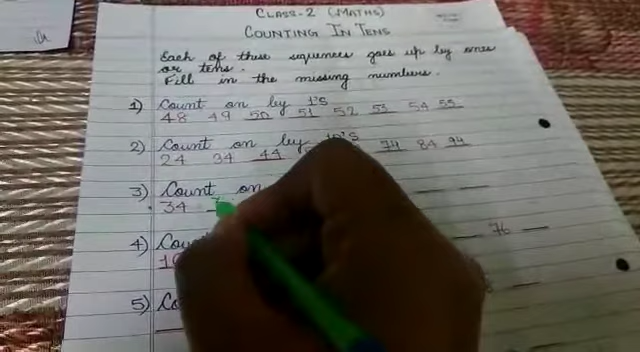 CLASS-2 (MATHS)
COUNTING IN TENS
Each of these sequences goes up by ones
or tens.
Fill in the missing numbers.
1) Count on by 1's
48 49 50 51 52 53 54 55
2) Count on by 10's
24 34 44 74 84 94
3) Count on
34
4)
76
5)